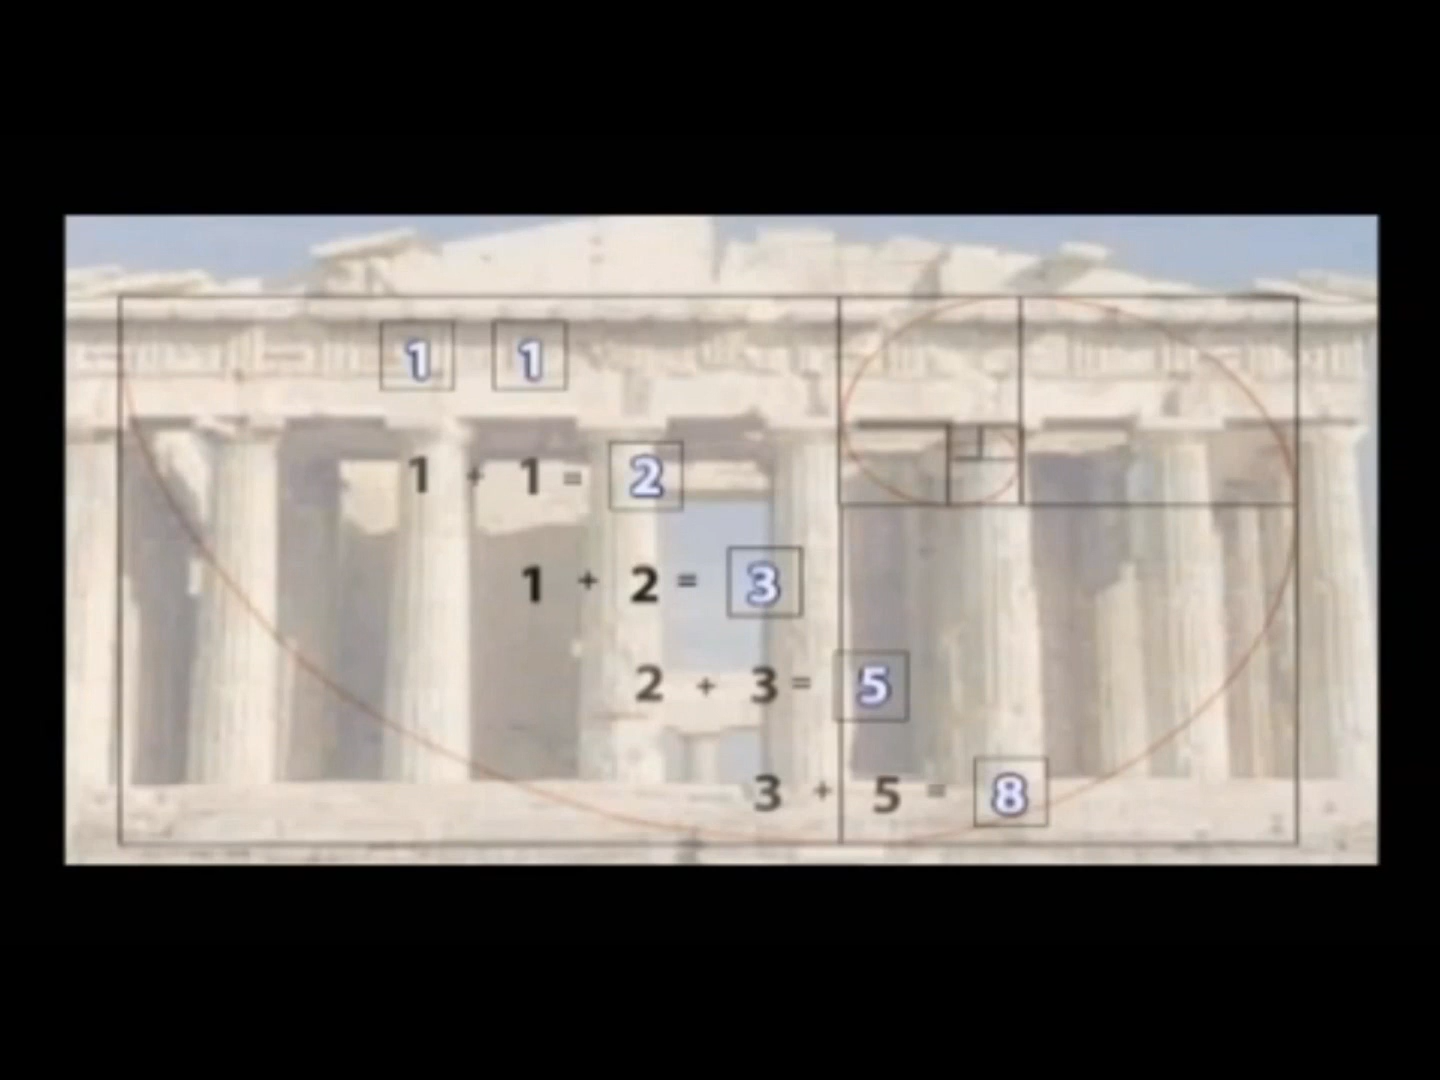 1 1
1 + 1 = 2
1 + 2 = 3
2 + 3 = 5
3 + 5 = 8